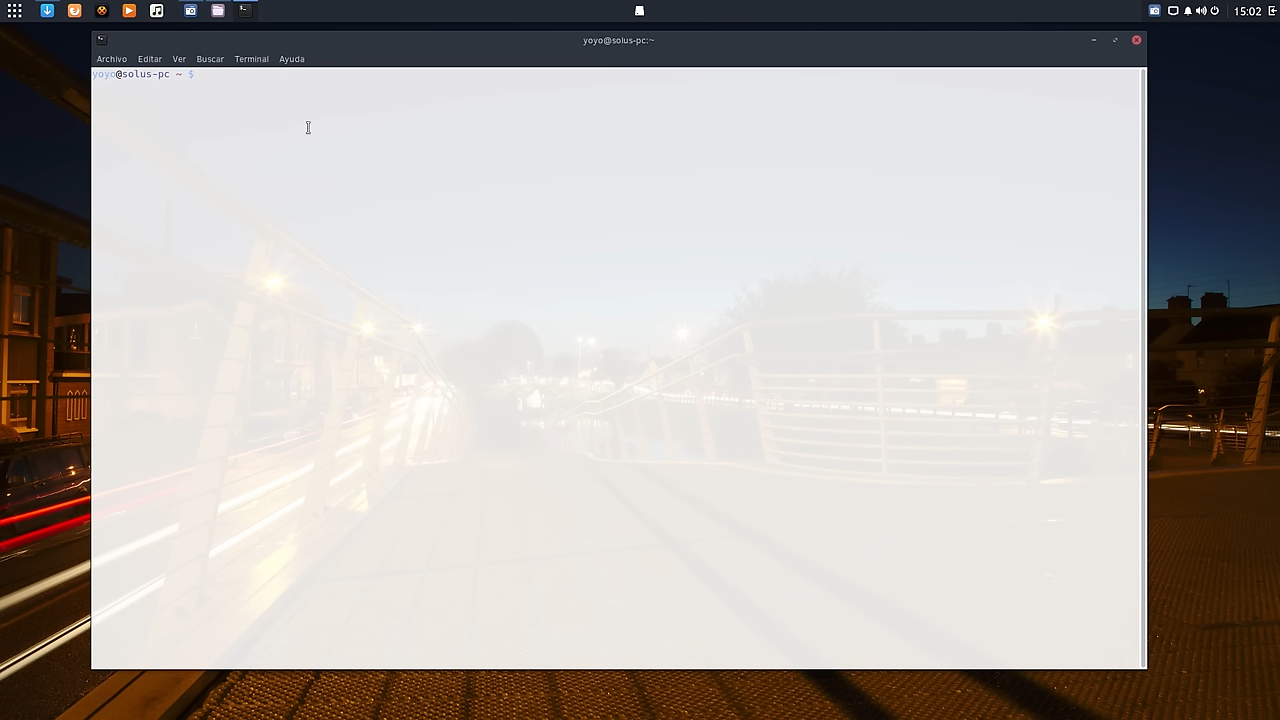 15:02
yoyo@solus-pc:~
Archivo Editar Ver Buscar Terminal Ayuda
yoyo@solus-pc ~ $